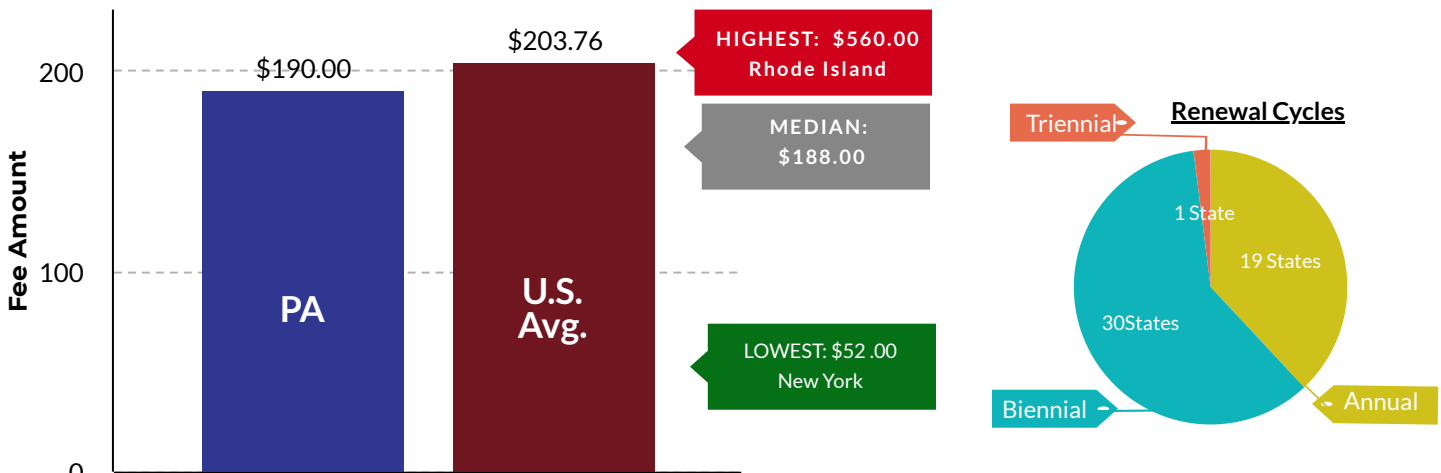 Fee Amount
200
100
0
$190.00
$203.76
PA
U.S.
Avg.
HIGHEST: $560.00
Rhode Island
MEDIAN:
$188.00
LOWEST: $52 .00
New York
Renewal Cycles
Triennial
1 State
19 States
30States
Biennial
Annual